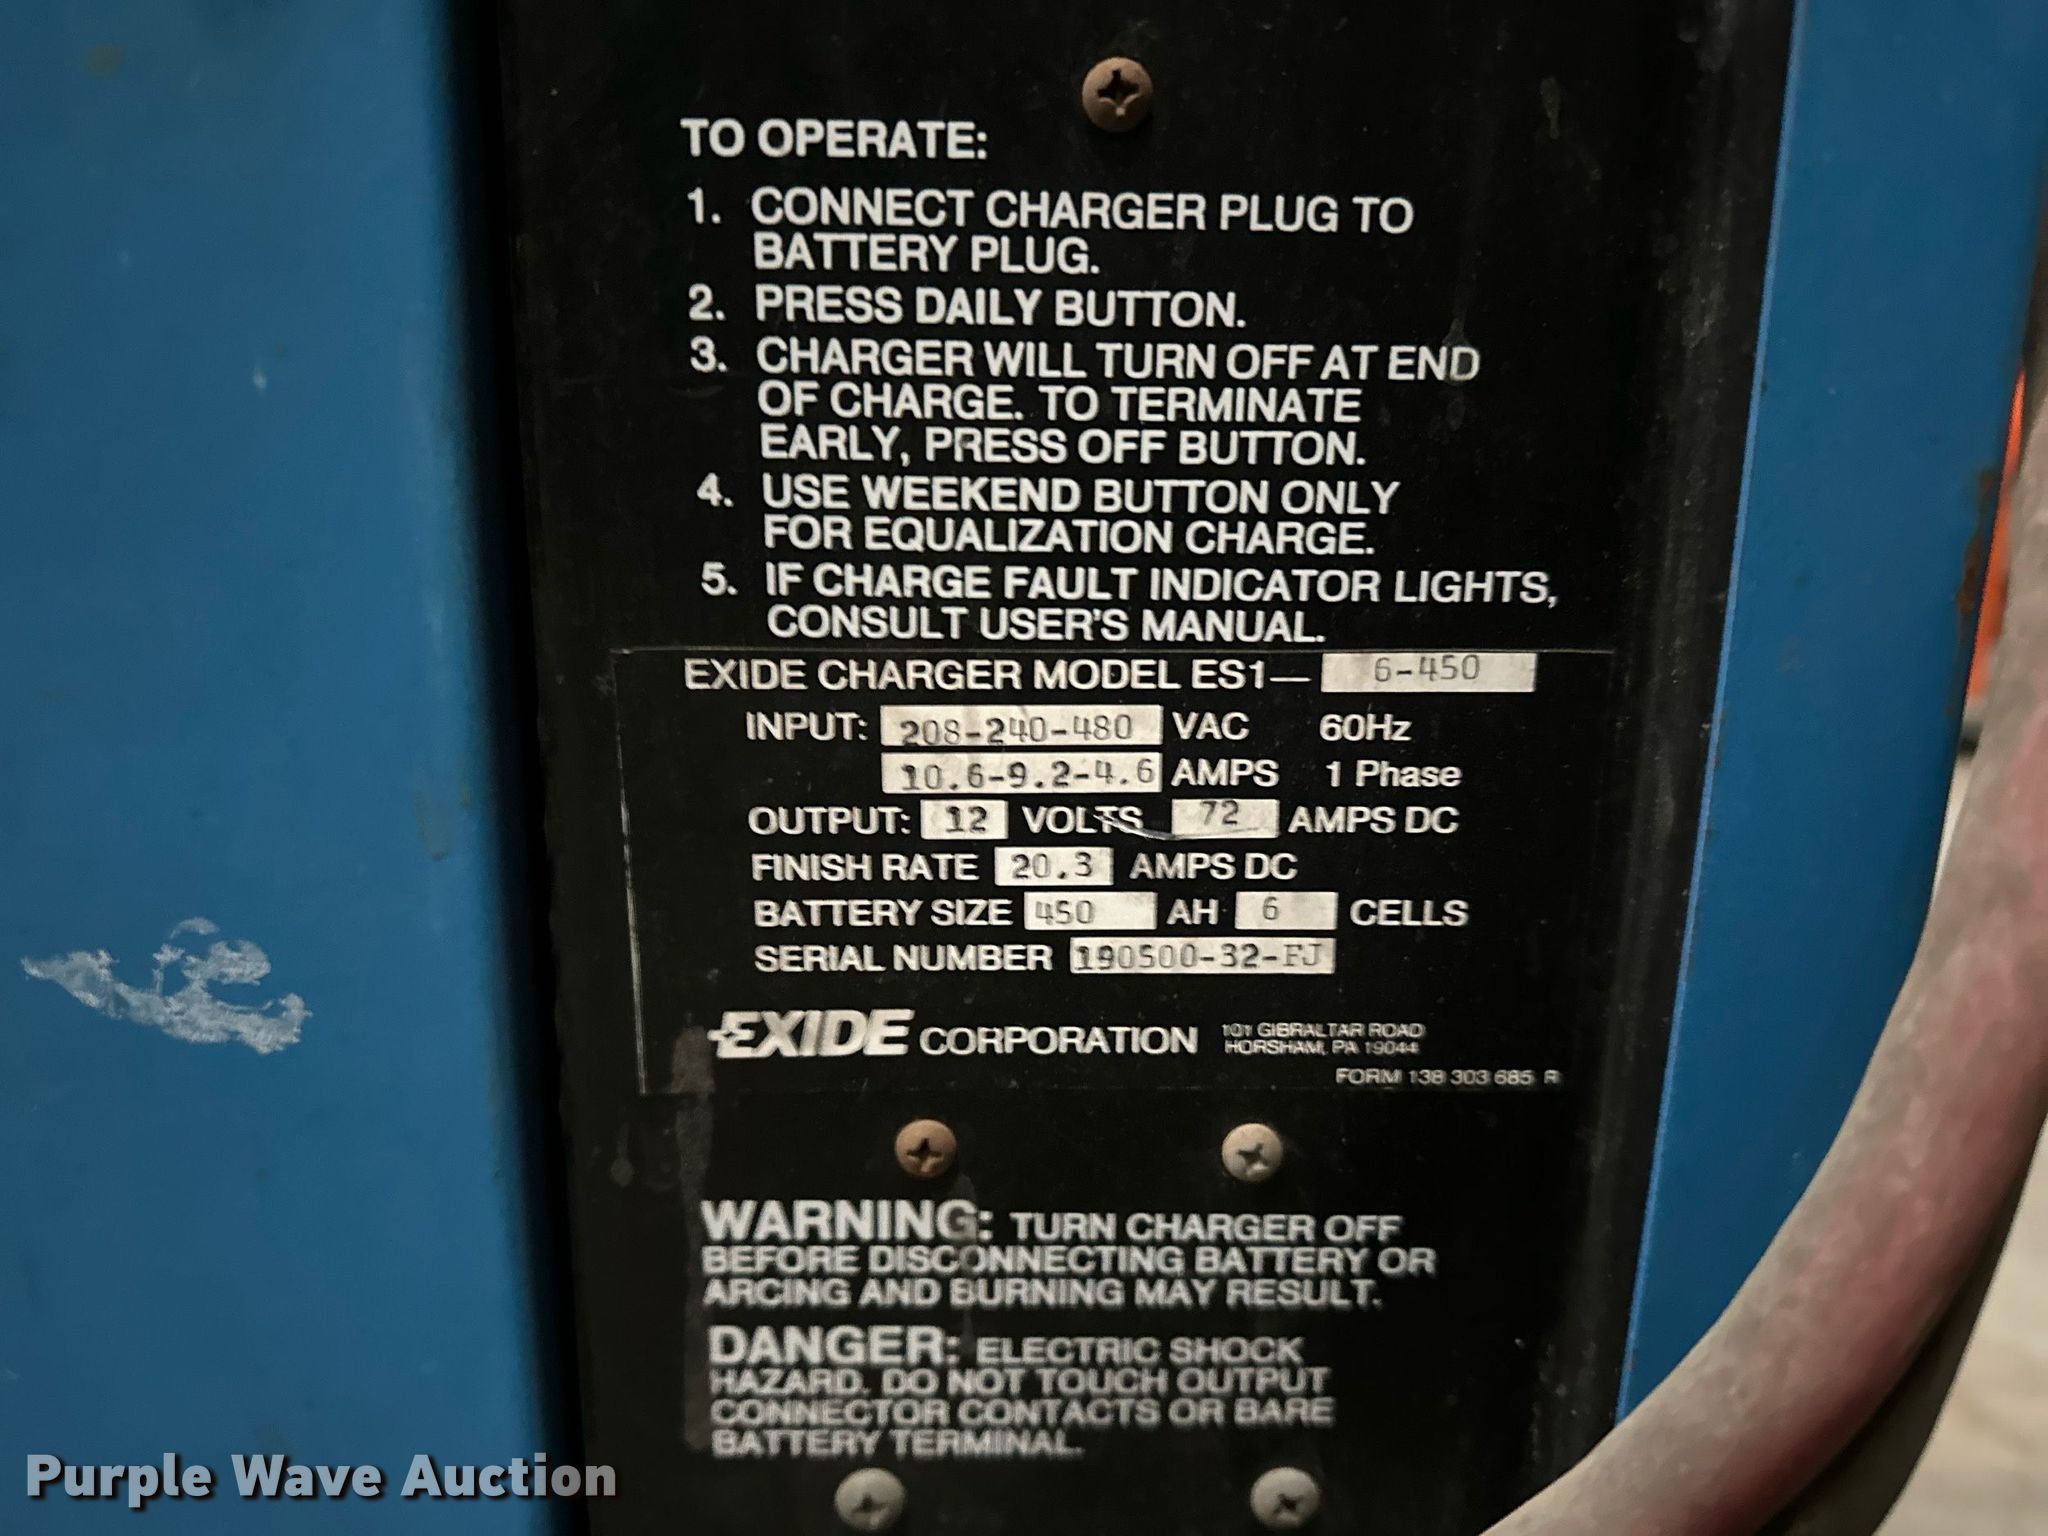 TO OPERATE:
1. CONNECT CHARGER PLUG TO
BATTERY PLUG.
2. PRESS DAILY BUTTON.
3. CHARGER WILL TURN OFF AT END
OF CHARGE. TO TERMINATE
EARLY, PRESS OFF BUTTON.
4. USE WEEKEND BUTTON ONLY
FOR EQUALIZATION CHARGE.
5. IF CHARGE FAULT INDICATOR LIGHTS,
CONSULT USER'S MANUAL.
EXIDE CHARGER MODEL ES1— 6-450
INPUT: 208-240-480 VAC 60Hz
10.6-9.2-4.6 AMPS 1 Phase
OUTPUT: 12 VOLTS 72 AMPS DC
FINISH RATE 20.3 AMPS DC
BATTERY SIZE 450 AH 6 CELLS
SERIAL NUMBER 190500-32-FJ
EXIDE CORPORATION 101 GIBRALTAR ROAD
HORSHAM, PA 19044
FORM 138 303 685 R
WARNING: TURN CHARGER OFF
BEFORE DISCONNECTING BATTERY OR
ARCING AND BURNING MAY RESULT.
DANGER: ELECTRIC SHOCK
HAZARD. DO NOT TOUCH OUTPUT
CONNECTOR CONTACTS OR BARE
BATTERY TERMINAL.
Purple Wave Auction